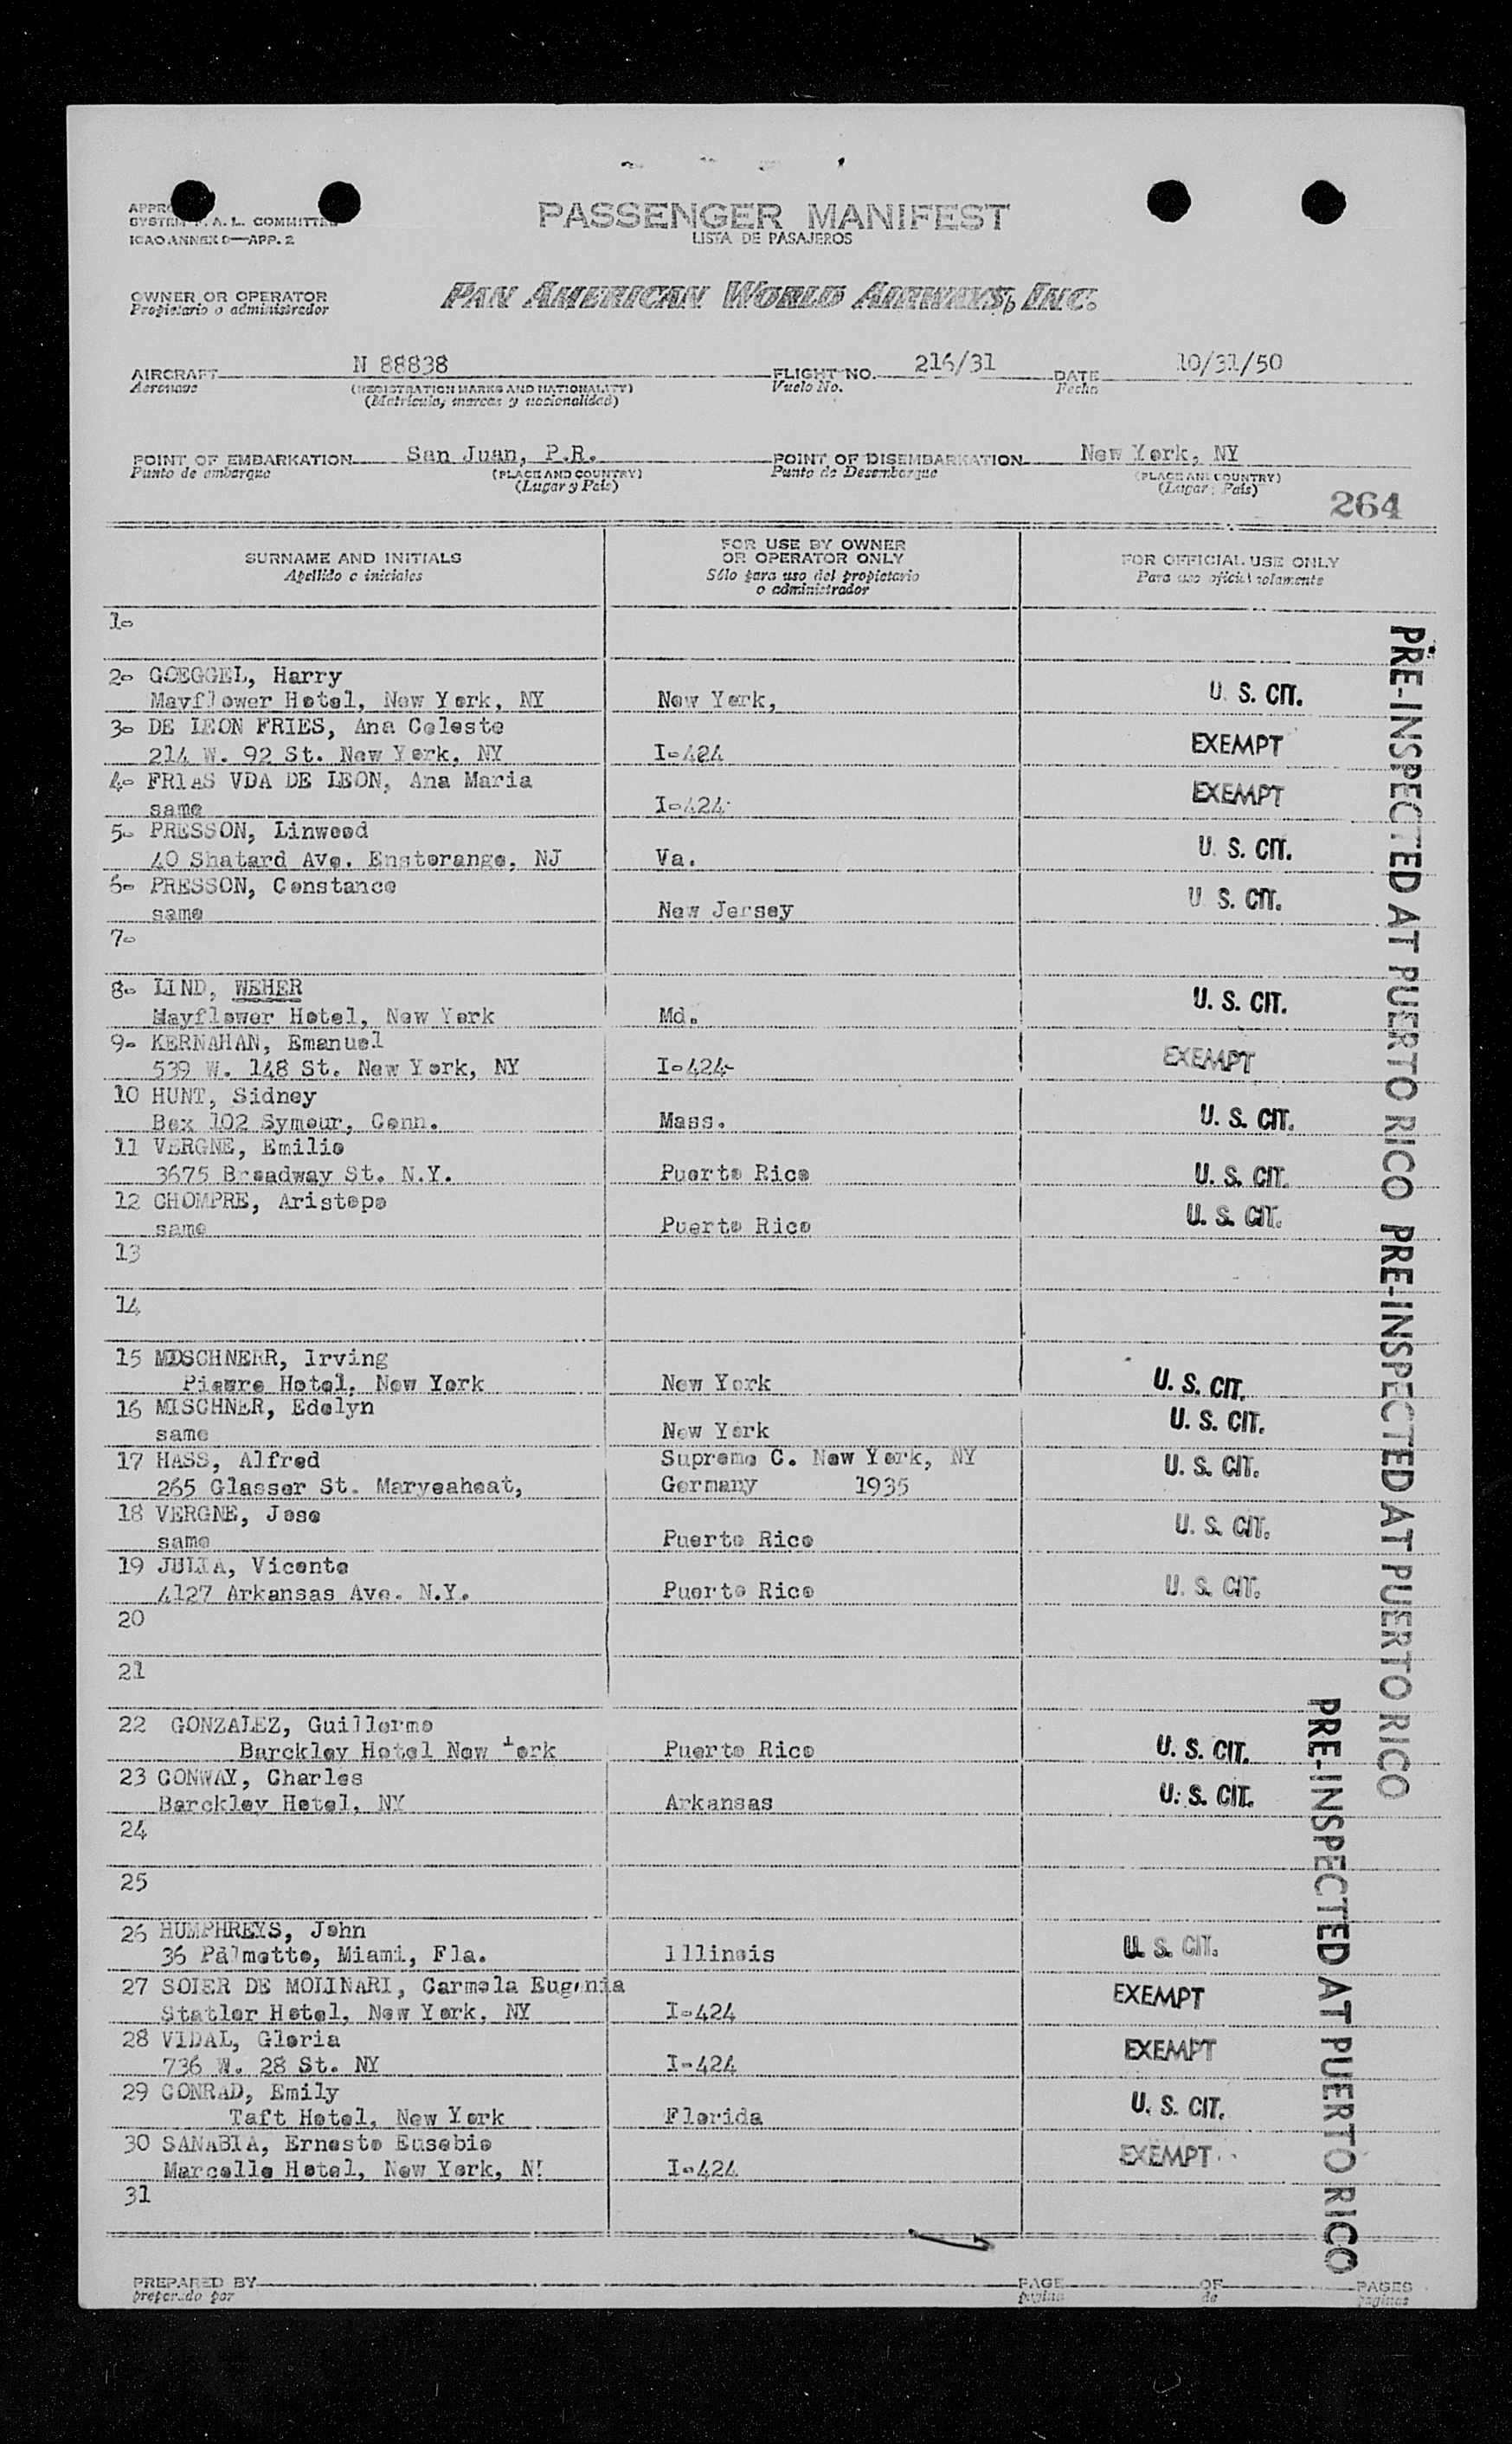 SYSTEM F. A. L. COMMITTEE
ICAO ANNEX 9—APP. 2
PASSENGER MANIFEST
LISTA DE PASAJEROS
OWNER OR OPERATOR
Propietario o administrador
PAN AMERICAN WORLD AIRWAYS, INC.
AIRCRAFT N 88838 FLIGHT NO. 216/31 DATE 10/31/50
Aeronave (REGISTRATION MARKS AND NATIONALITY) Vuelo No. Fecha
(Matrícula, marcas y nacionalidad)
POINT OF EMBARKATION San Juan, P.R. POINT OF DISEMBARKATION New York, NY
Punto de embarque (PLACE AND COUNTRY) Punto de Desembarque (PLACE AND COUNTRY)
(Lugar y País) (Lugar y País)
264
SURNAME AND INITIALS
Apellido e iniciales
FOR USE BY OWNER
OR OPERATOR ONLY
Sólo para uso del propietario
o administrador
FOR OFFICIAL USE ONLY
Para uso oficial solamente
1-
2- GOEGGEL, Harry
Mayflower Hotel, New York, NY New York, U. S. CIT.
3- DE LEON FRIES, Ana Celeste
214 W. 92 St. New York, NY I-424 EXEMPT
4- FRIAS VDA DE LEON, Ana Maria
same I-424 EXEMPT
5- PRESSON, Linwood
40 Shatard Ave. Enstorange, NJ Va. U. S. CIT.
6- PRESSON, Constance
same New Jersey U. S. CIT.
7-
8- LIND, WEHER
Mayflower Hotel, New York Md. U. S. CIT.
9- KERNAHAN, Emanuel
539 W. 148 St. New York, NY I-424- EXEMPT
10 HUNT, Sidney
Box 102 Symour, Conn. Mass. U. S. CIT.
11 VERGNE, Emilio
3675 Broadway St. N.Y. Puerto Rico U. S. CIT.
12 CHOMPRE, Aristopo
same Puerto Rico U. S. CIT.
13
14
15 MISCHNERR, Irving
Piewre Hotel, New York New York U. S. CIT.
16 MISCHNER, Edelyn
same New York U. S. CIT.
17 HASS, Alfred Supreme C. New York, NY
265 Glasser St. Maryeaheat, Germany 1935 U. S. CIT.
18 VERGNE, Jose
same Puerto Rico U. S. CIT.
19 JULIA, Vicente
4127 Arkansas Ave. N.Y. Puerto Rico U. S. CIT.
20
21
22 GONZALEZ, Guillermo
Barckley Hotel New York Puerto Rico U. S. CIT.
23 CONWAY, Charles
Barckley Hotel, NY Arkansas U. S. CIT.
24
25
26 HUMPHREYS, John
36 Palmetto, Miami, Fla. Illinois U. S. CIT.
27 SOIER DE MOLINARI, Carmela Eugenia
Statler Hotel, New York, NY I-424 EXEMPT
28 VIDAL, Gloria
736 W. 28 St. NY I-424 EXEMPT
29 CONRAD, Emily
Taft Hotel, New York Florida U. S. CIT.
30 SANABIA, Ernesto Eusebio
Marcelle Hotel, New York, N! I-424 EXEMPT
31
PRE-INSPECTED AT PUERTO RICO PRE-INSPECTED AT PUERTO RICO
PRE-INSPECTED AT PUERTO RICO
PREPARED BY PAGE OF PAGES
preparado por página de páginas